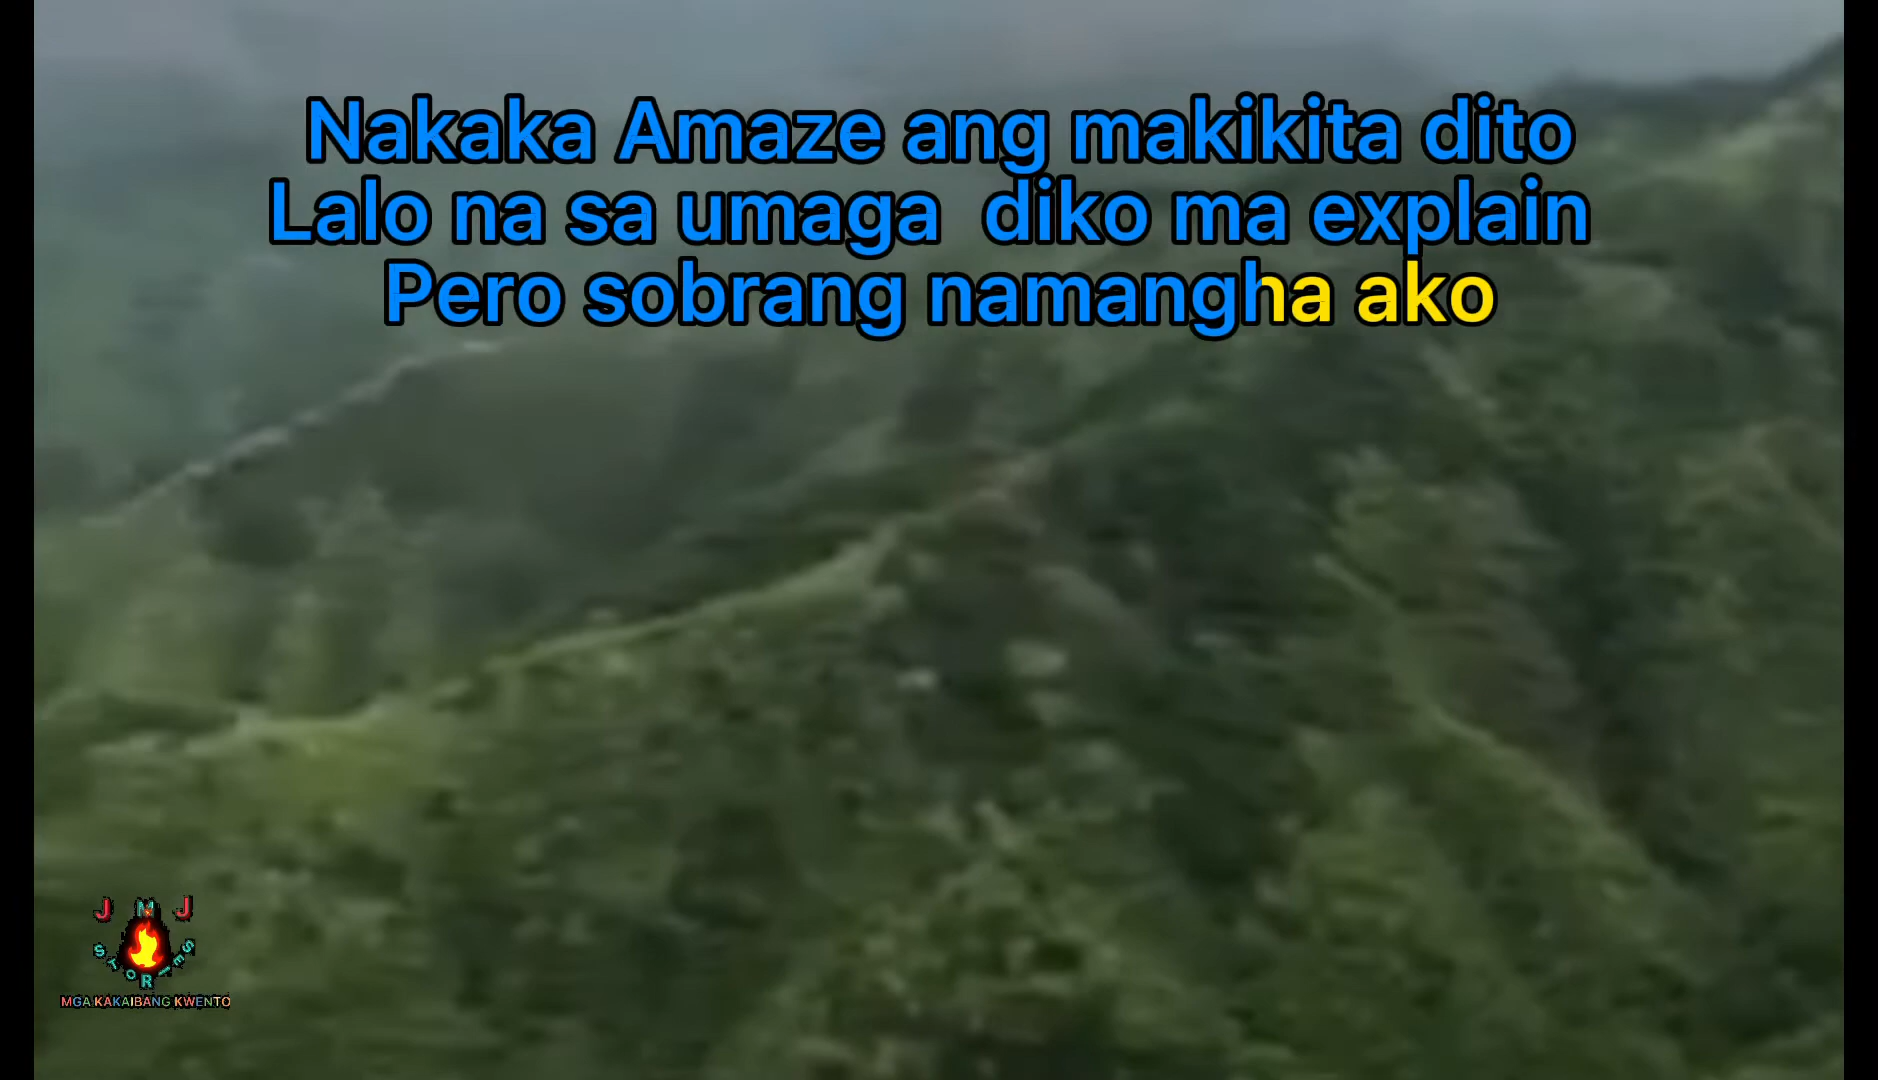 Nakaka Amaze ang makikita dito
Lalo na sa umaga  diko ma explain
Pero sobrang namangha ako
J M J
STORIES
MGA KAKAIBANG KWENTO